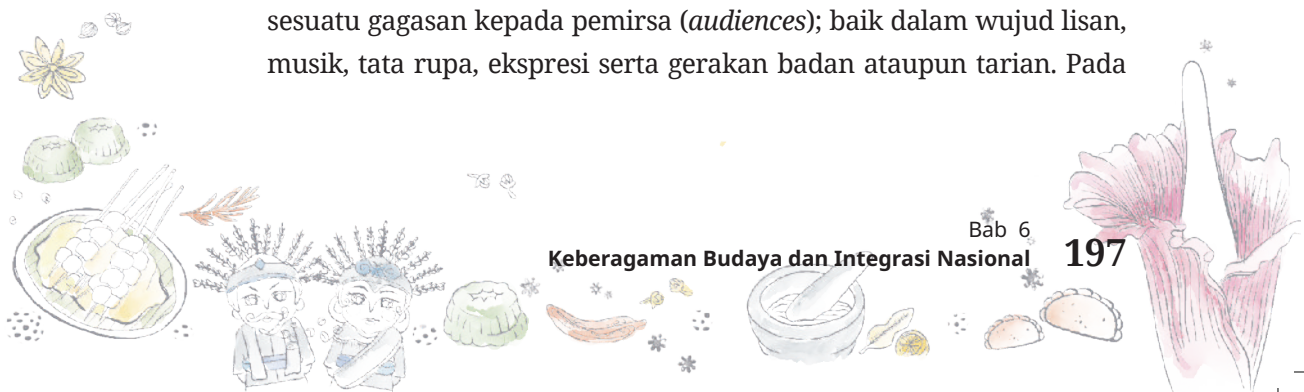 sesuatu gagasan kepada pemirsa (audiences); baik dalam wujud lisan,
musik, tata rupa, ekspresi serta gerakan badan ataupun tarian. Pada
Bab 6
Keberagaman Budaya dan Integrasi Nasional 197